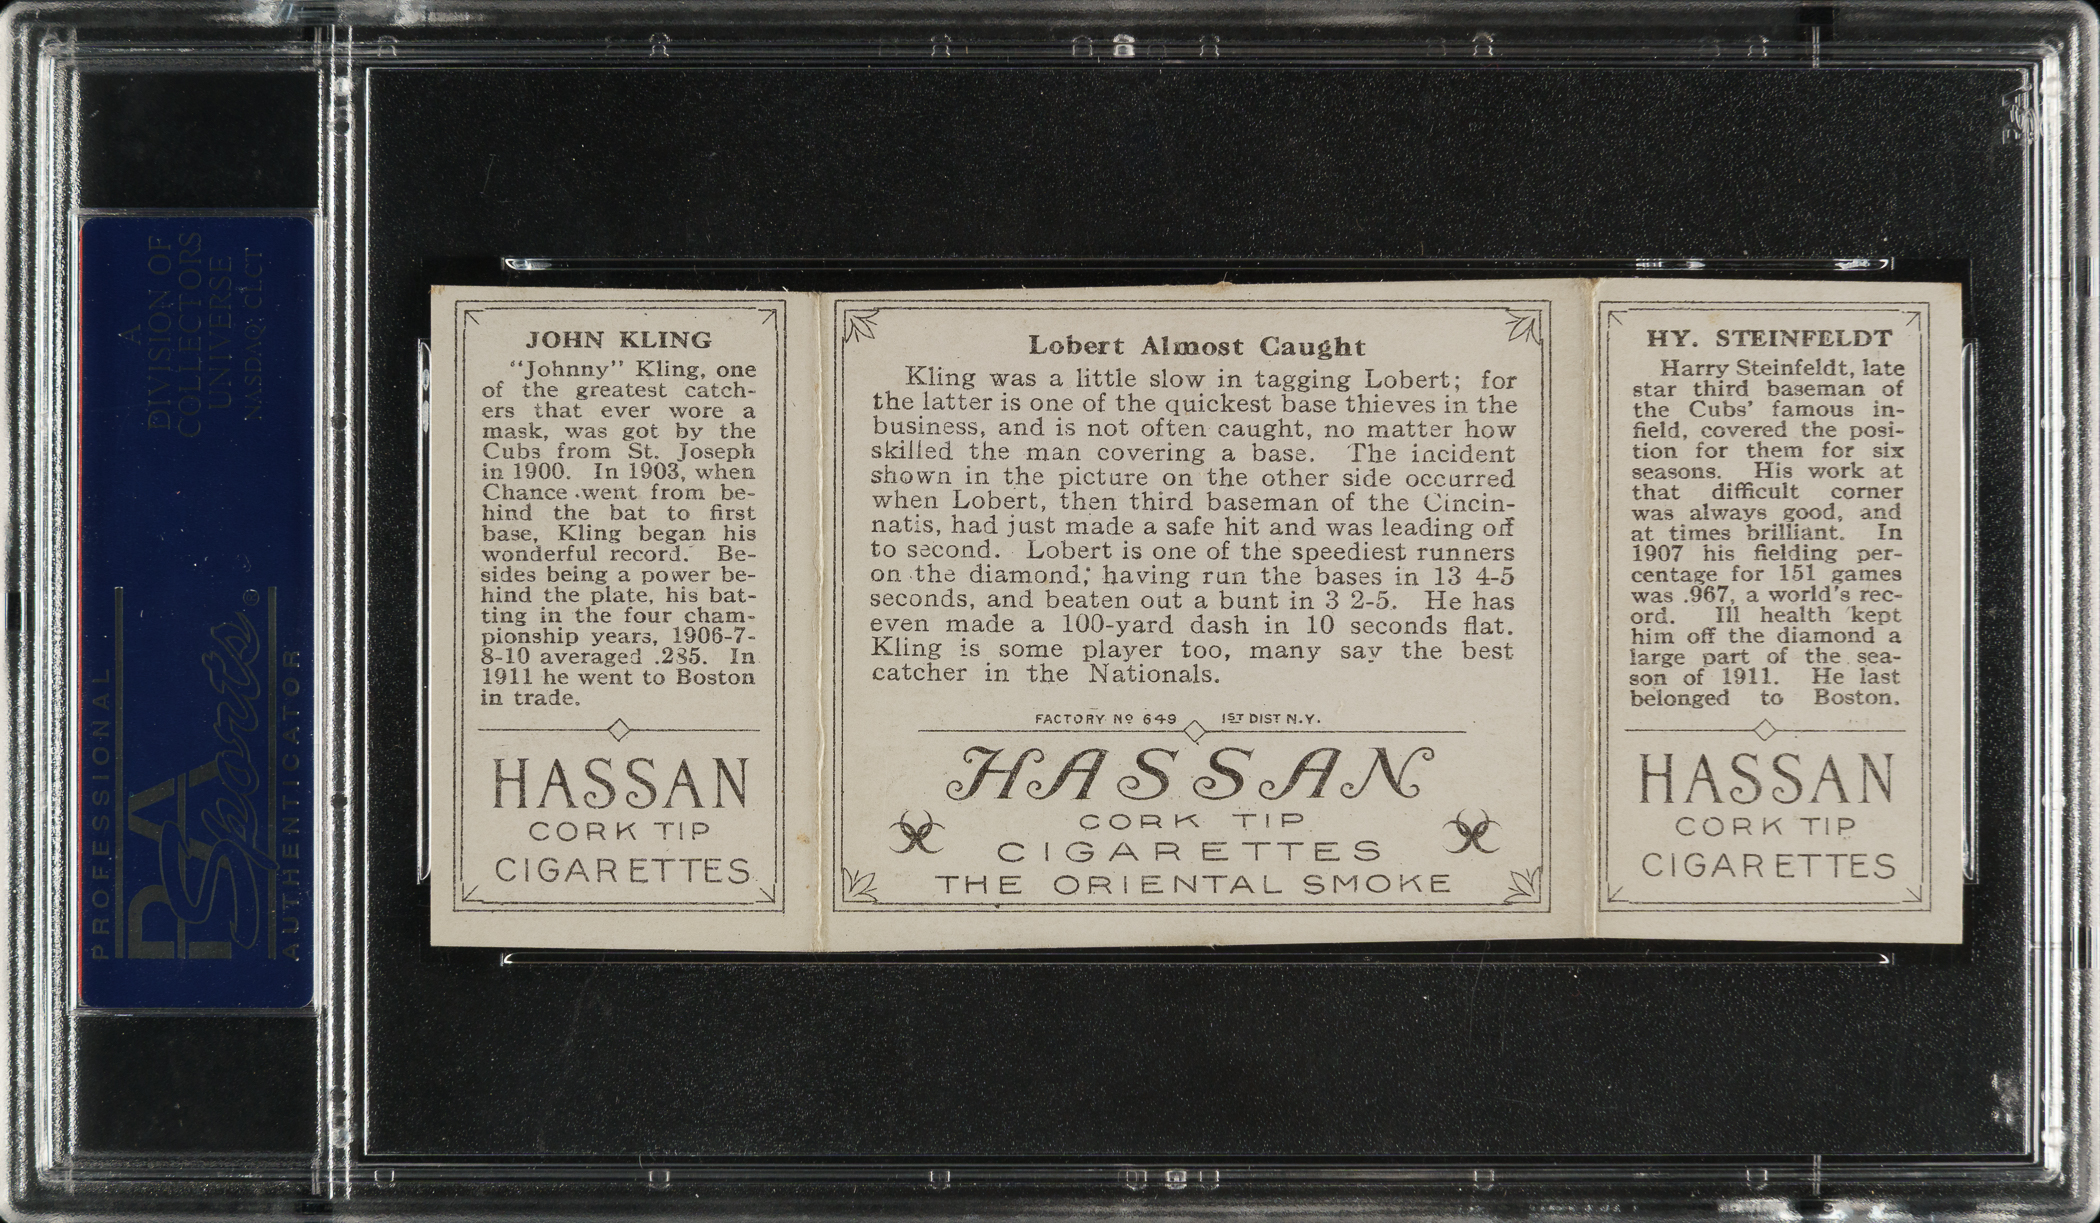 A
DIVISION OF
COLLECTORS
UNIVERSE
NASDAQ: CLCT
PROFESSIONAL
PSA
Sports®
AUTHENTICATOR
JOHN KLING
"Johnny" Kling, one
of the greatest catch-
ers that ever wore a
mask, was got by the
Cubs from St. Joseph
in 1900. In 1903, when
Chance went from be-
hind the bat to first
base, Kling began his
wonderful record. Be-
sides being a power be-
hind the plate, his bat-
ting in the four cham-
pionship years, 1906-7-
8-10 averaged .285. In
1911 he went to Boston
in trade.
HASSAN
CORK TIP
CIGARETTES
Lobert Almost Caught
Kling was a little slow in tagging Lobert; for
the latter is one of the quickest base thieves in the
business, and is not often caught, no matter how
skilled the man covering a base. The incident
shown in the picture on the other side occurred
when Lobert, then third baseman of the Cincin-
natis, had just made a safe hit and was leading off
to second. Lobert is one of the speediest runners
on the diamond; having run the bases in 13 4-5
seconds, and beaten out a bunt in 3 2-5. He has
even made a 100-yard dash in 10 seconds flat.
Kling is some player too, many say the best
catcher in the Nationals.
FACTORY Nº 649 1ST DIST N.Y.
HASSAN
CORK TIP
CIGARETTES
THE ORIENTAL SMOKE
HY. STEINFELDT
Harry Steinfeldt, late
star third baseman of
the Cubs' famous in-
field, covered the posi-
tion for them for six
seasons. His work at
that difficult corner
was always good, and
at times brilliant. In
1907 his fielding per-
centage for 151 games
was .967, a world's rec-
ord. Ill health kept
him off the diamond a
large part of the sea-
son of 1911. He last
belonged to Boston.
HASSAN
CORK TIP
CIGARETTES